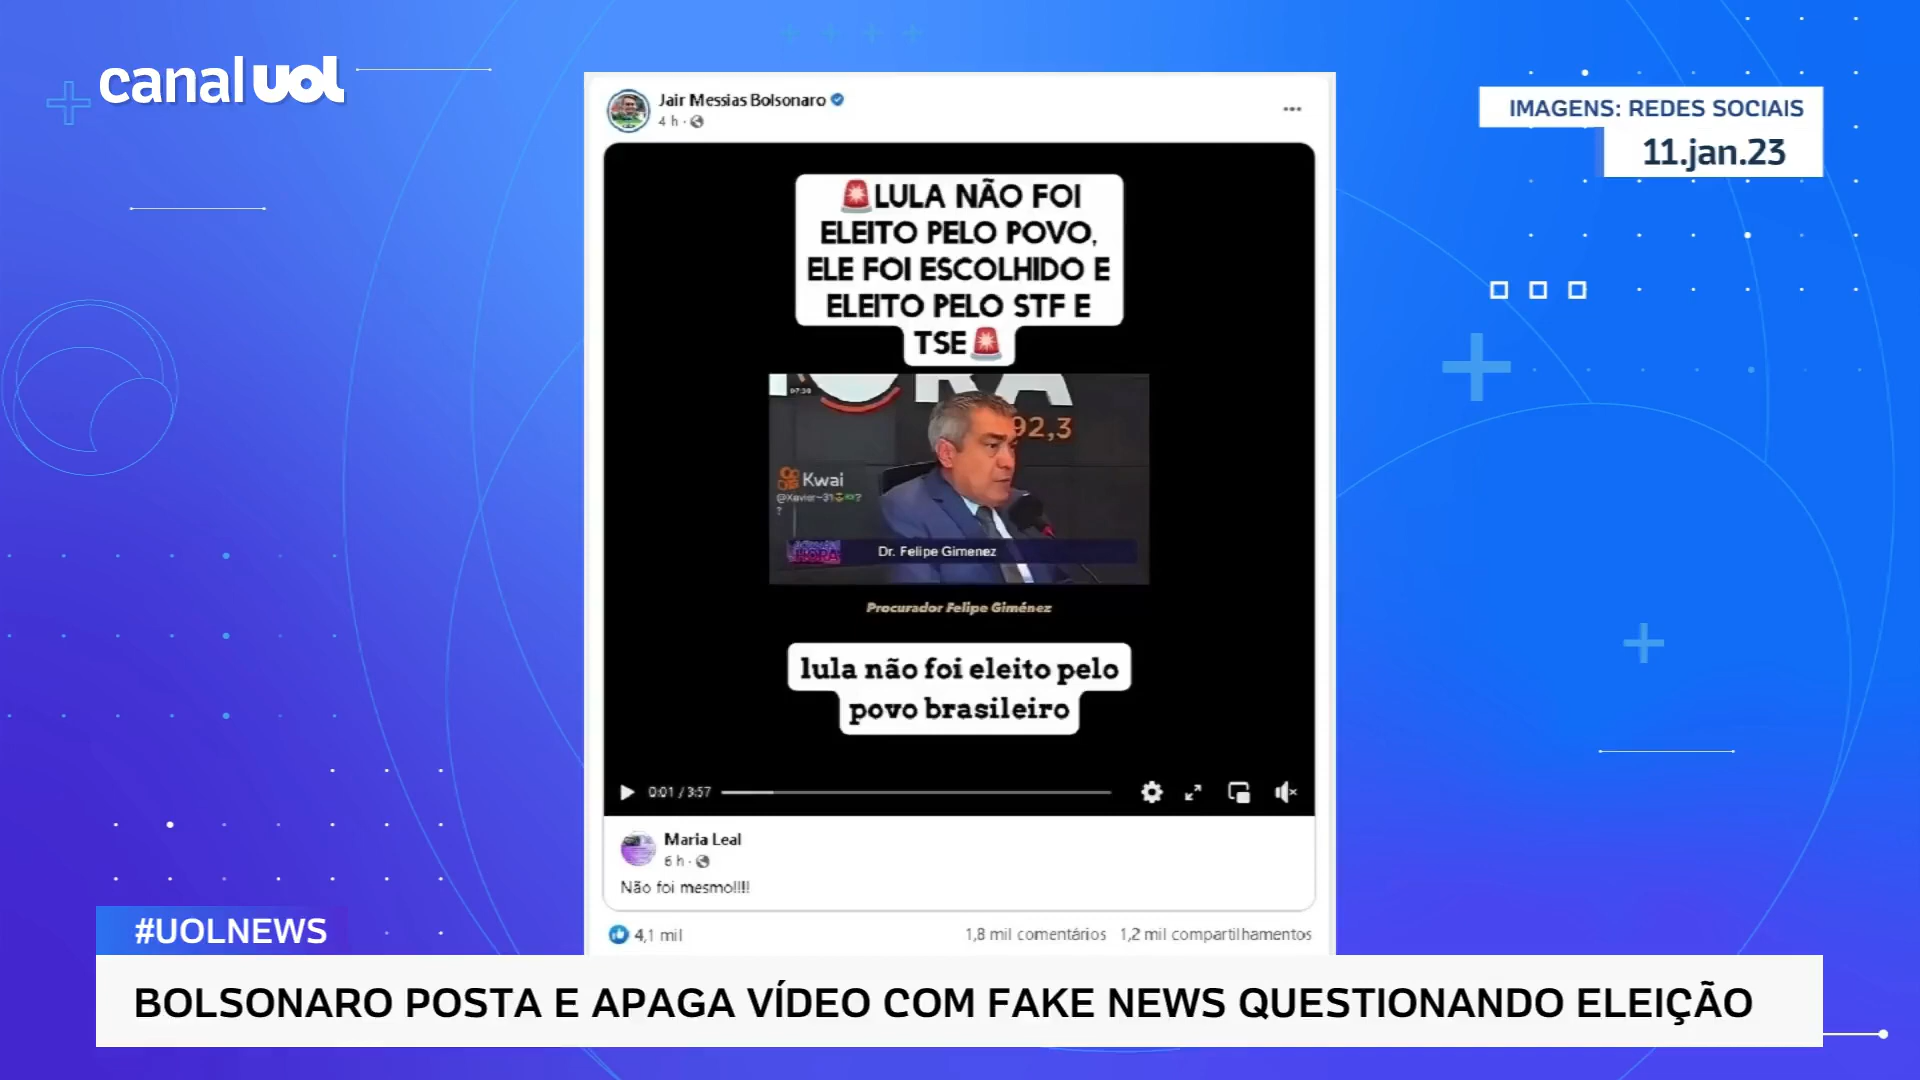 canal uol
IMAGENS: REDES SOCIAIS
11.jan.23
Jair Messias Bolsonaro
4 h ·
🚨LULA NÃO FOI
ELEITO PELO POVO,
ELE FOI ESCOLHIDO E
ELEITO PELO STF E
TSE🚨
92,3
Kwai
@Xavier-31
?
HORA
Dr. Felipe Gimenez
Procurador Felipe Giménez
lula não foi eleito pelo
povo brasileiro
0:01 / 3:57
Maria Leal
6 h ·
Não foi mesmo!!!!
4,1 mil
1,8 mil comentários 1,2 mil compartilhamentos
#UOLNEWS
BOLSONARO POSTA E APAGA VÍDEO COM FAKE NEWS QUESTIONANDO ELEIÇÃO